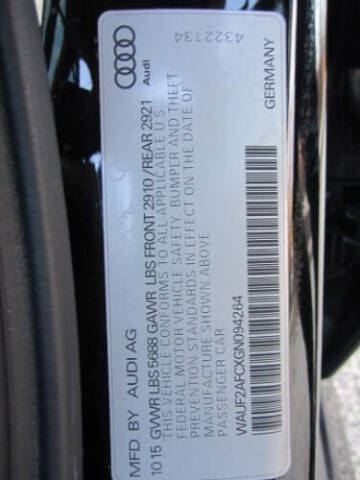 MFD BY AUDI AG
10 15 GVWR LBS 5688 GAWR LBS FRONT 2910 / REAR 2921
THIS VEHICLE CONFORMS TO ALL APPLICABLE U S
FEDERAL MOTOR VEHICLE SAFETY, BUMPER AND THEFT
PREVENTION STANDARDS IN EFFECT ON THE DATE OF
MANUFACTURE SHOWN ABOVE
PASSENGER CAR
WAUF2AFCXGN094264
GERMANY
Audi
4322134